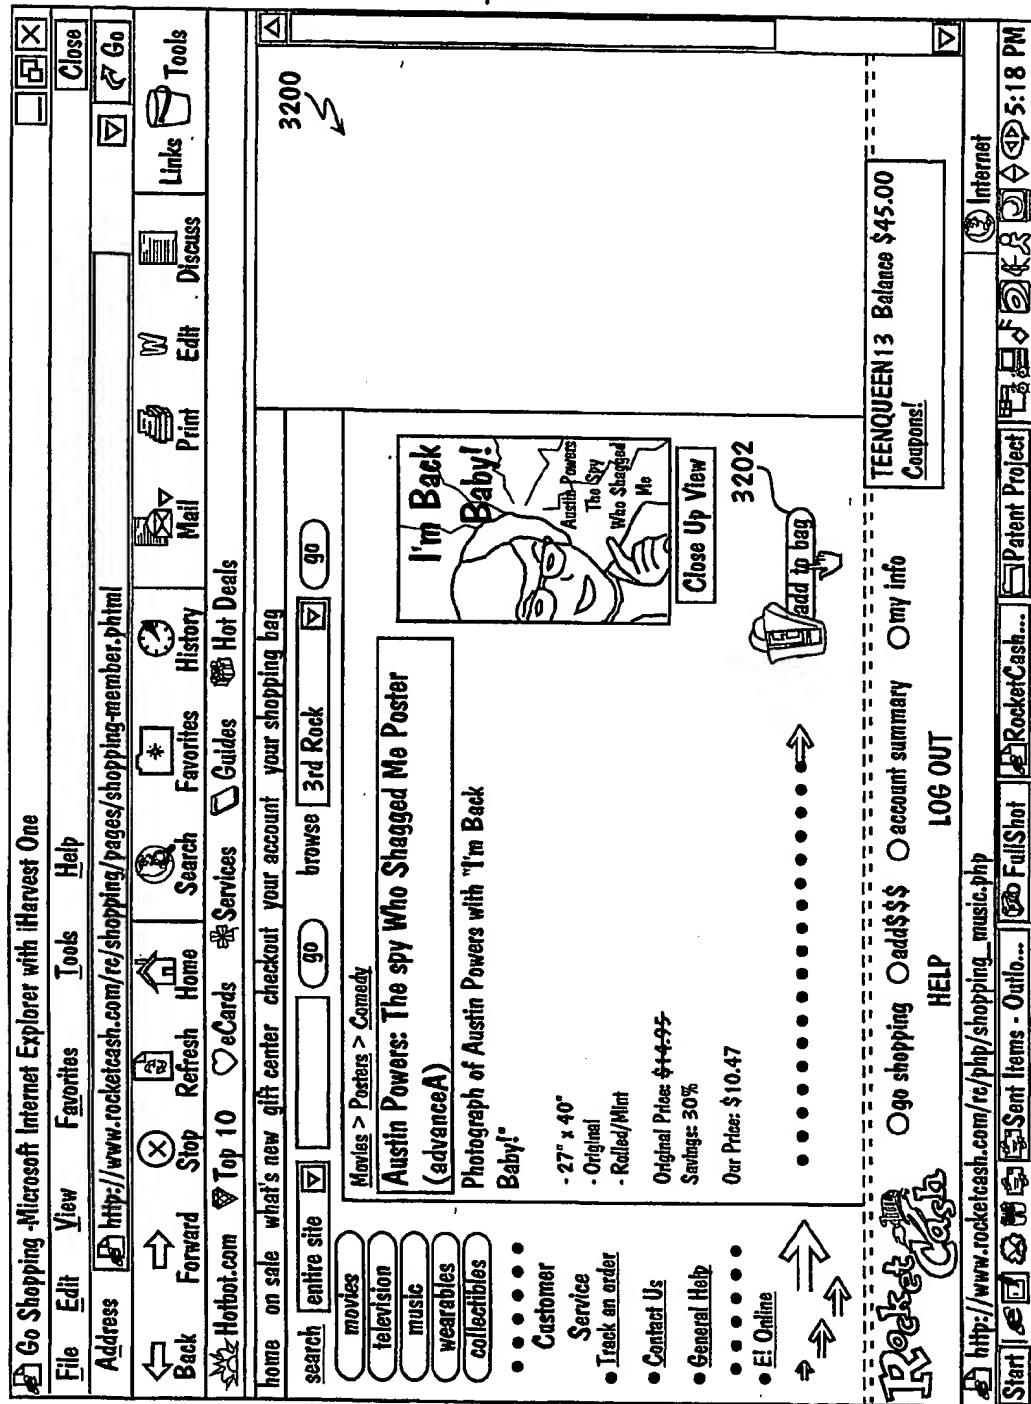 Go Shopping -Microsoft Internet Explorer with iHarvest One
File Edit View Favorites Tools Help Close
Address http://www.rocketcash.com/rc/shopping/pages/shopping-member.phtml Go
Back Forward Stop Refresh Home Search Favorites History Mail Print Edit Discuss Links Tools
Hotbot.com Top 10 eCards Services Guides Hot Deals
home on sale what's new gift center checkout your account your shopping bag
search entire site go browse 3rd Rock go
3200
movies
television
music
wearables
collectibles
Customer
Service
• Track an order
• Contact Us
• General Help
• E! Online
Movies > Posters > Comedy
Austin Powers: The spy Who Shagged Me Poster
(advanceA)
Photograph of Austin Powers with "I'm Back
Baby!"
- 27" x 40"
- Original
- Rolled/Mint
Original Price: $14.95
Savings: 30%
Our Price: $10.47
I'm Back
Baby!
Austin Powers
The Spy
Who Shagged
Me
Close Up View
3202
add to bag
Rocket Cash
go shopping add$$$ account summary my info
HELP LOG OUT
TEENQUEEN13 Balance $45.00
Coupons!
http://www.rocketcash.com/rc/php/shopping_music.php Internet
Start Sent Items - Outlo... FullShot RocketCash... Patent Project 5:18 PM